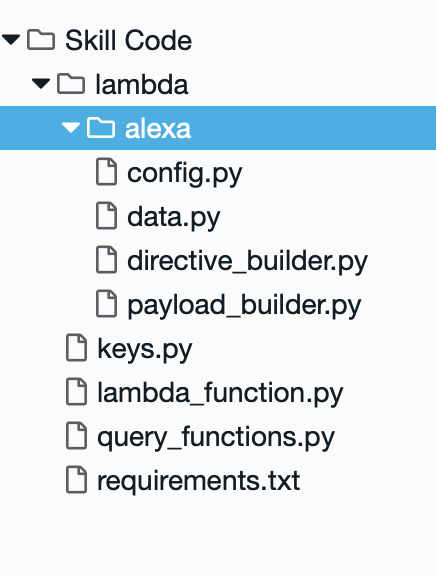 Skill Code
lambda
alexa
config.py
data.py
directive_builder.py
payload_builder.py
keys.py
lambda_function.py
query_functions.py
requirements.txt